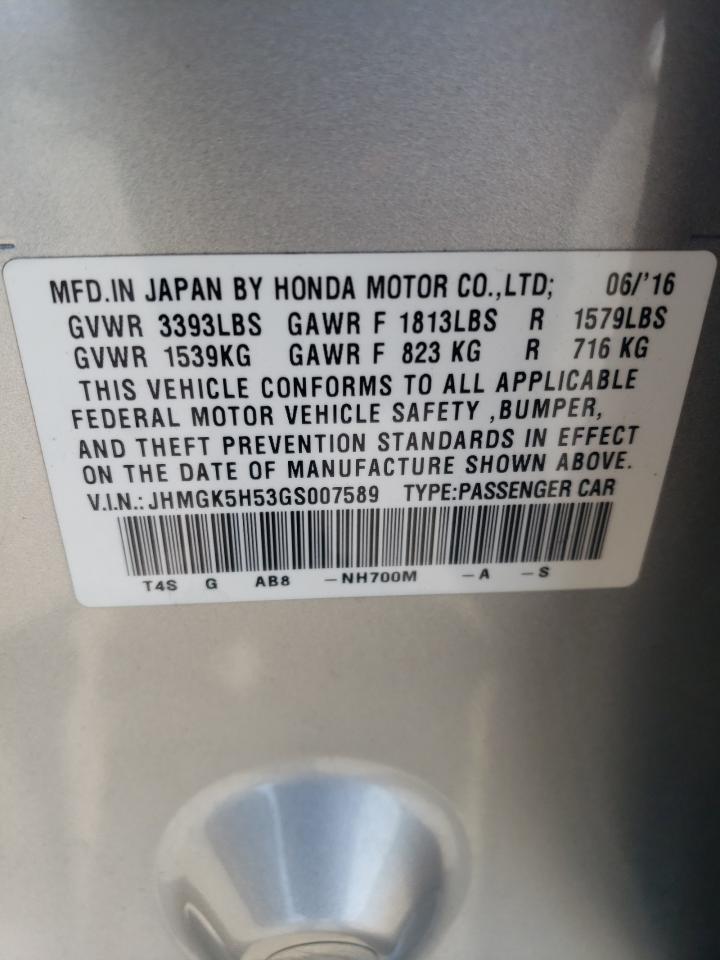 MFD.IN JAPAN BY HONDA MOTOR CO.,LTD; 06/'16
GVWR 3393LBS GAWR F 1813LBS R 1579LBS
GVWR 1539KG GAWR F 823 KG R 716 KG
THIS VEHICLE CONFORMS TO ALL APPLICABLE
FEDERAL MOTOR VEHICLE SAFETY ,BUMPER,
AND THEFT PREVENTION STANDARDS IN EFFECT
ON THE DATE OF MANUFACTURE SHOWN ABOVE.
V.I.N.: JHMGK5H53GS007589 TYPE:PASSENGER CAR
T4S G AB8 -NH700M -A -S